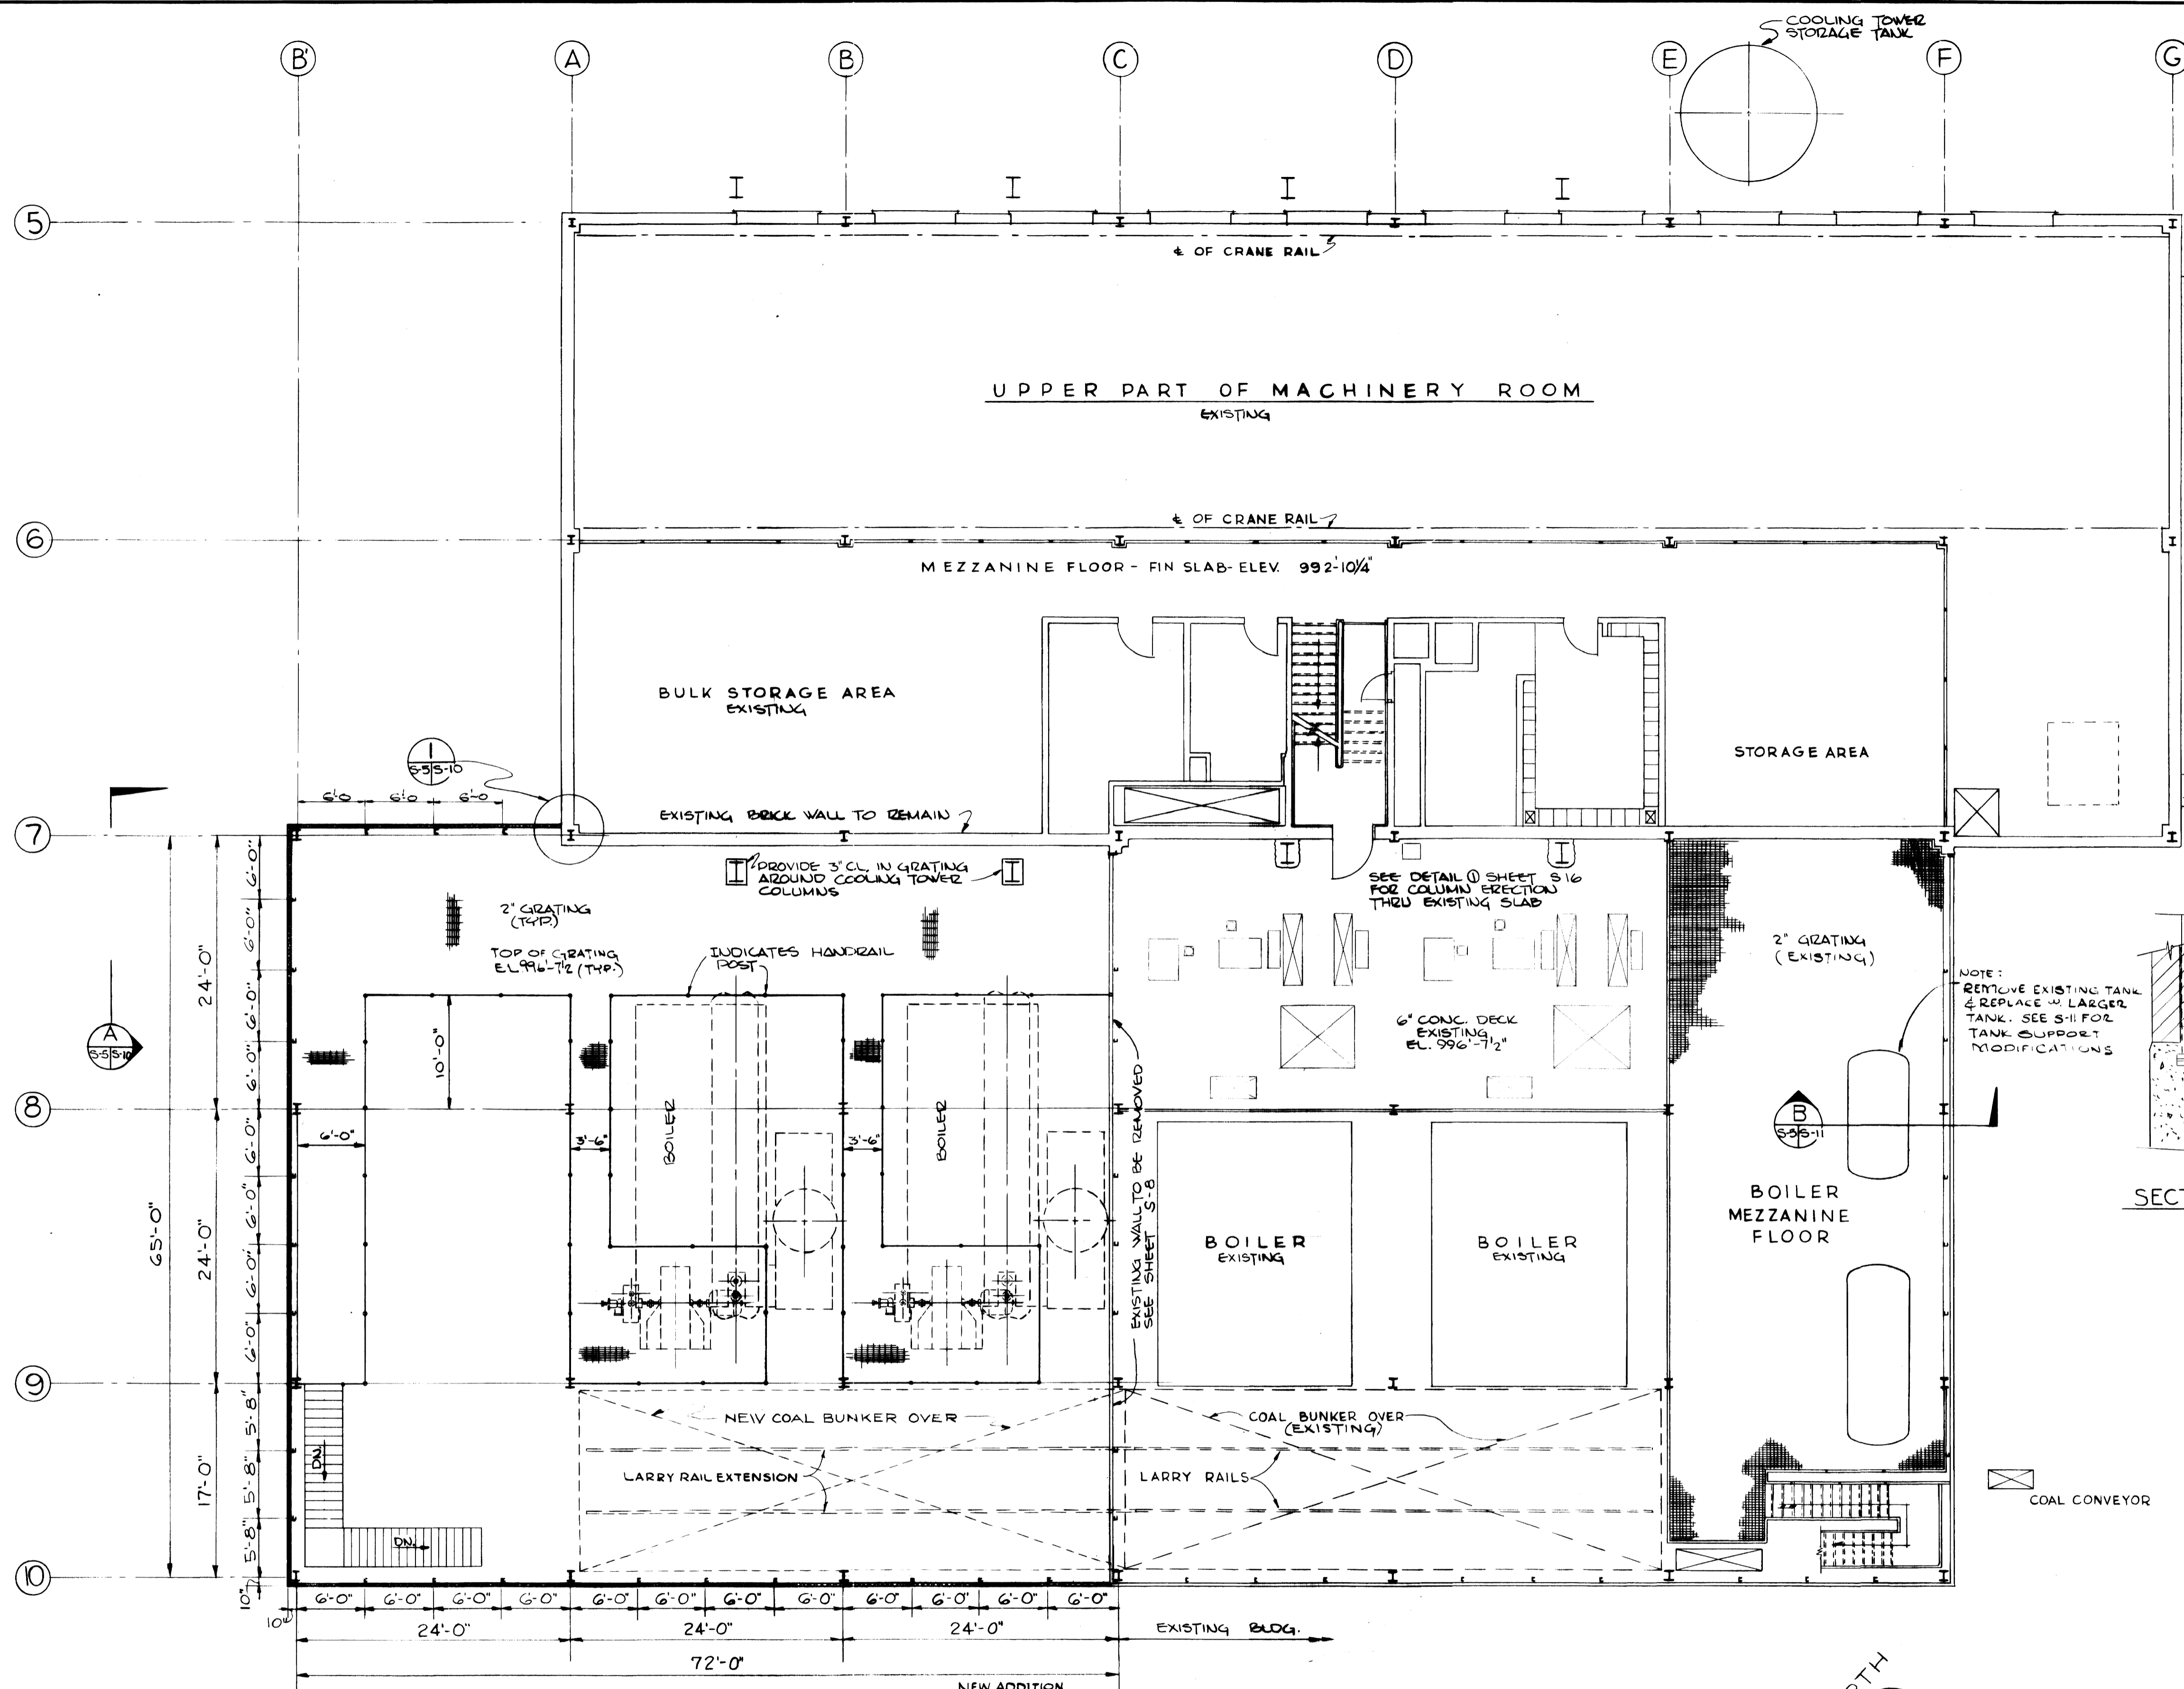 COOLING TOWER
STORAGE TANK
B' A B C D E F G
5
℄ OF CRANE RAIL
UPPER PART OF MACHINERY ROOM
EXISTING
℄ OF CRANE RAIL
6
MEZZANINE FLOOR - FIN SLAB-ELEV. 992'-10¼"
BULK STORAGE AREA
EXISTING
STORAGE AREA
1
S-5 S-10
6'-0 6'-0 6'-0
EXISTING BRICK WALL TO REMAIN
7
PROVIDE 3" CL. IN GRATING
AROUND COOLING TOWER
COLUMNS
SEE DETAIL ① SHEET S16
FOR COLUMN ERECTION
THRU EXISTING SLAB
2" GRATING
(TYP.)
TOP OF GRATING
EL 996'-7½ (TYP.)
INDICATES HANDRAIL
POST
2" GRATING
(EXISTING)
NOTE:
REMOVE EXISTING TANK
& REPLACE W. LARGER
TANK. SEE S-11 FOR
TANK SUPPORT
MODIFICATIONS
6" CONC. DECK
EXISTING
EL. 996'-7½"
A
S-5 S-10
10'-0"
8
6'-0"
3'-6"
BOILER
3'-6"
BOILER
EXISTING WALL TO BE REMOVED
SEE SHEET S-8
B
S-5 S-11
BOILER
MEZZANINE
FLOOR
BOILER
EXISTING
BOILER
EXISTING
SECT
65'-0"
24'-0"
24'-0"
17'-0"
6'-0"
6'-0"
6'-0"
6'-0"
6'-0"
6'-0"
6'-0"
6'-0"
5'-8"
5'-8"
5'-8"
10"
9
NEW COAL BUNKER OVER
COAL BUNKER OVER
(EXISTING)
LARRY RAIL EXTENSION
LARRY RAILS
DN.
DN.
COAL CONVEYOR
10
10"
6'-0" 6'-0" 6'-0" 6'-0" 6'-0" 6'-0" 6'-0" 6'-0" 6'-0" 6'-0" 6'-0" 6'-0"
24'-0" 24'-0" 24'-0"
EXISTING BLDG.
72'-0"
NEW ADDITION
RTH